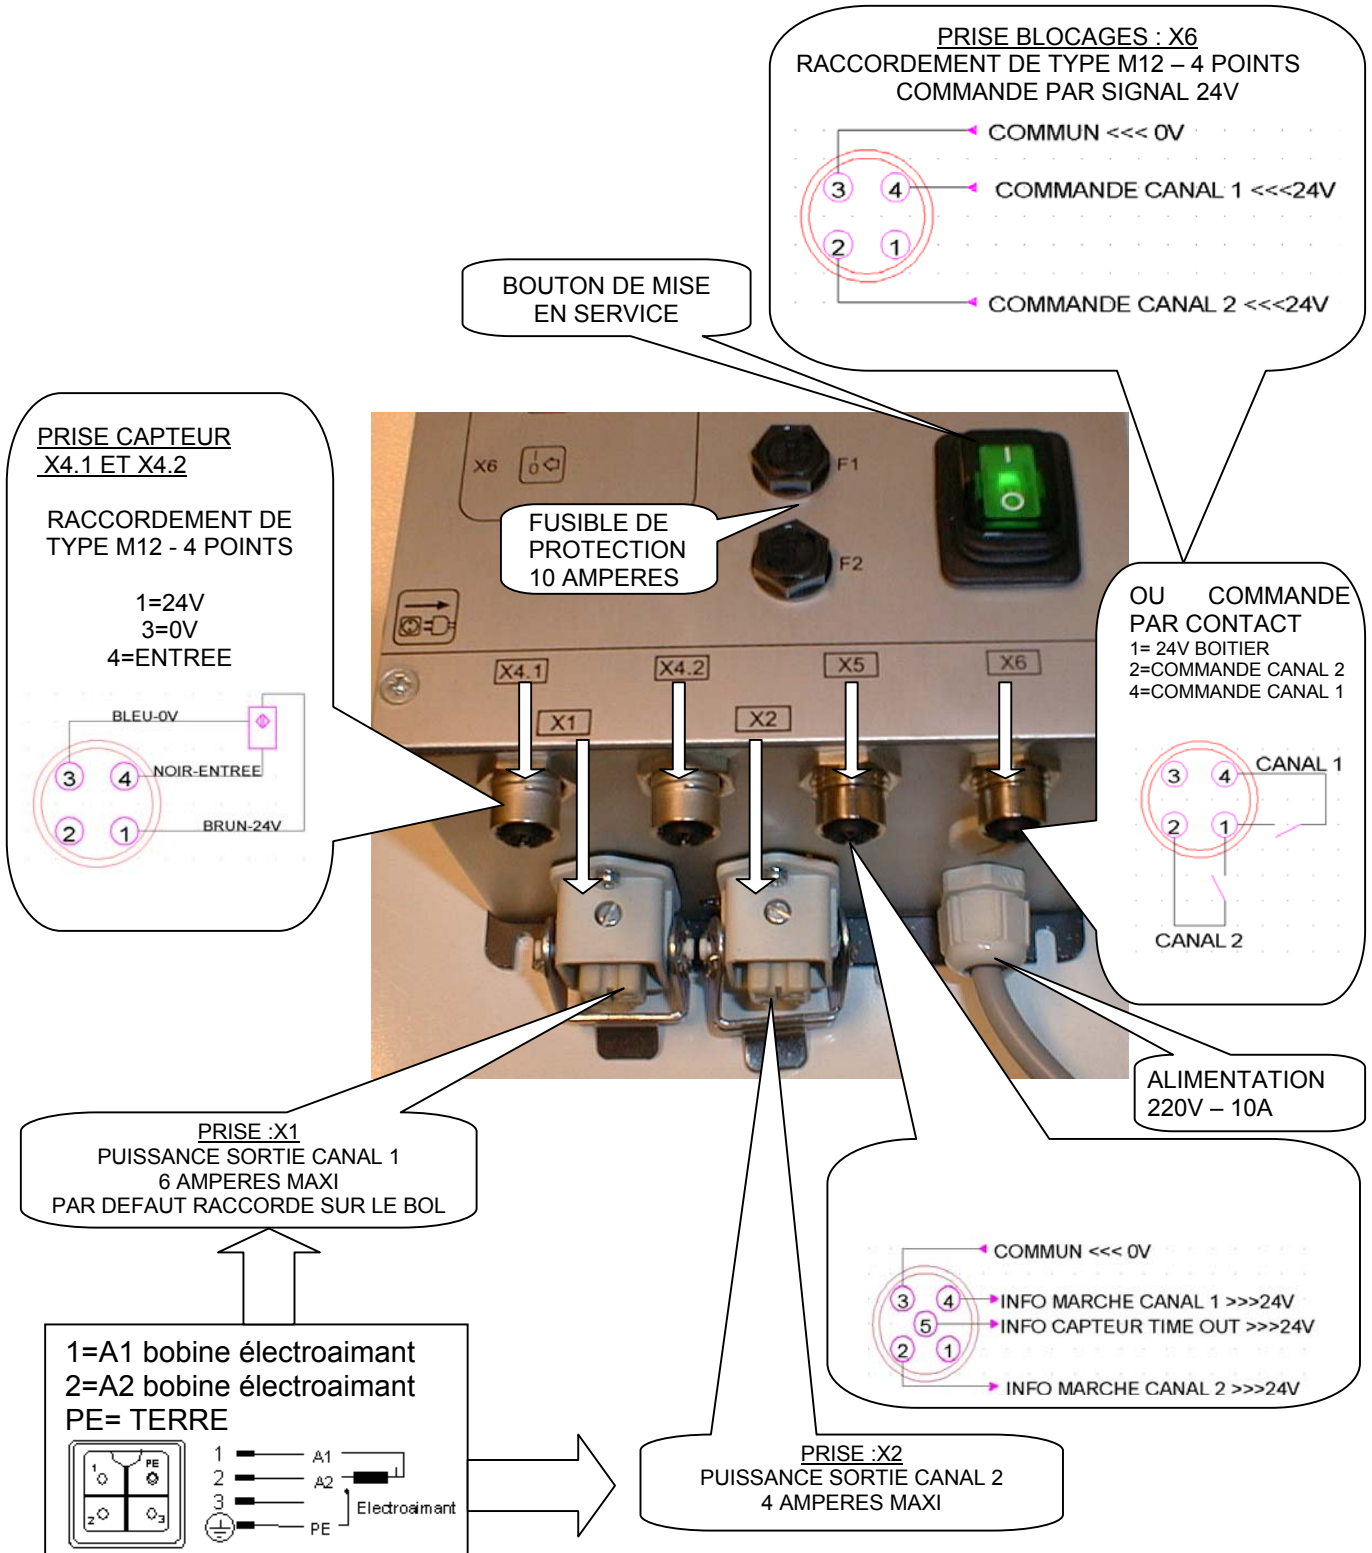 PRISE BLOCAGES : X6
RACCORDEMENT DE TYPE M12 – 4 POINTS
COMMANDE PAR SIGNAL 24V
COMMUN <<< 0V
3 4
COMMANDE CANAL 1 <<<24V
2 1
COMMANDE CANAL 2 <<<24V
BOUTON DE MISE
EN SERVICE
PRISE CAPTEUR
X4.1 ET X4.2
RACCORDEMENT DE
TYPE M12 - 4 POINTS
1=24V
3=0V
4=ENTREE
BLEU-0V
3 4
NOIR-ENTREE
2 1
BRUN-24V
X6
F1
FUSIBLE DE
PROTECTION
10 AMPERES
F2
OU COMMANDE
PAR CONTACT
1= 24V BOITIER
2=COMMANDE CANAL 2
4=COMMANDE CANAL 1
3 4
CANAL 1
2 1
CANAL 2
X4.1
X4.2
X5
X6
X1
X2
ALIMENTATION
220V – 10A
PRISE :X1
PUISSANCE SORTIE CANAL 1
6 AMPERES MAXI
PAR DEFAUT RACCORDE SUR LE BOL
COMMUN <<< 0V
3 4
INFO MARCHE CANAL 1 >>>24V
5
INFO CAPTEUR TIME OUT >>>24V
2 1
INFO MARCHE CANAL 2 >>>24V
1=A1 bobine électroaimant
2=A2 bobine électroaimant
PE= TERRE
1 PE
2 3
1 A1
2 A2
3
Electroaimant
PE
PRISE :X2
PUISSANCE SORTIE CANAL 2
4 AMPERES MAXI